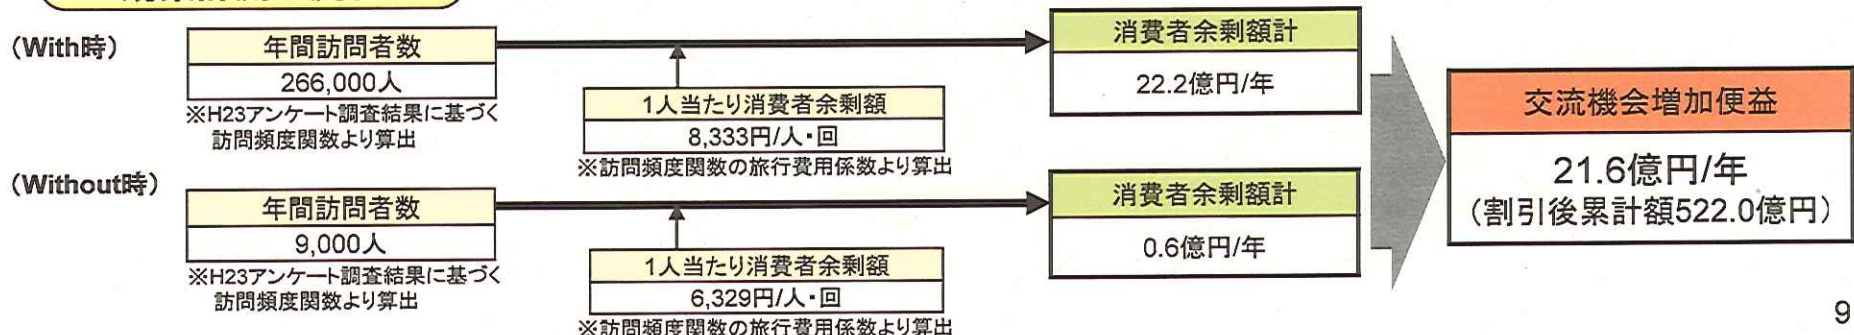 (With時)
年間訪問者数
266,000人
※H23アンケート調査結果に基づく
訪問頻度関数より算出
1人当たり消費者余剰額
8,333円/人・回
※訪問頻度関数の旅行費用係数より算出
消費者余剰額計
22.2億円/年
(Without時)
年間訪問者数
9,000人
※H23アンケート調査結果に基づく
訪問頻度関数より算出
1人当たり消費者余剰額
6,329円/人・回
※訪問頻度関数の旅行費用係数より算出
消費者余剰額計
0.6億円/年
交流機会増加便益
21.6億円/年
(割引後累計額522.0億円)
9